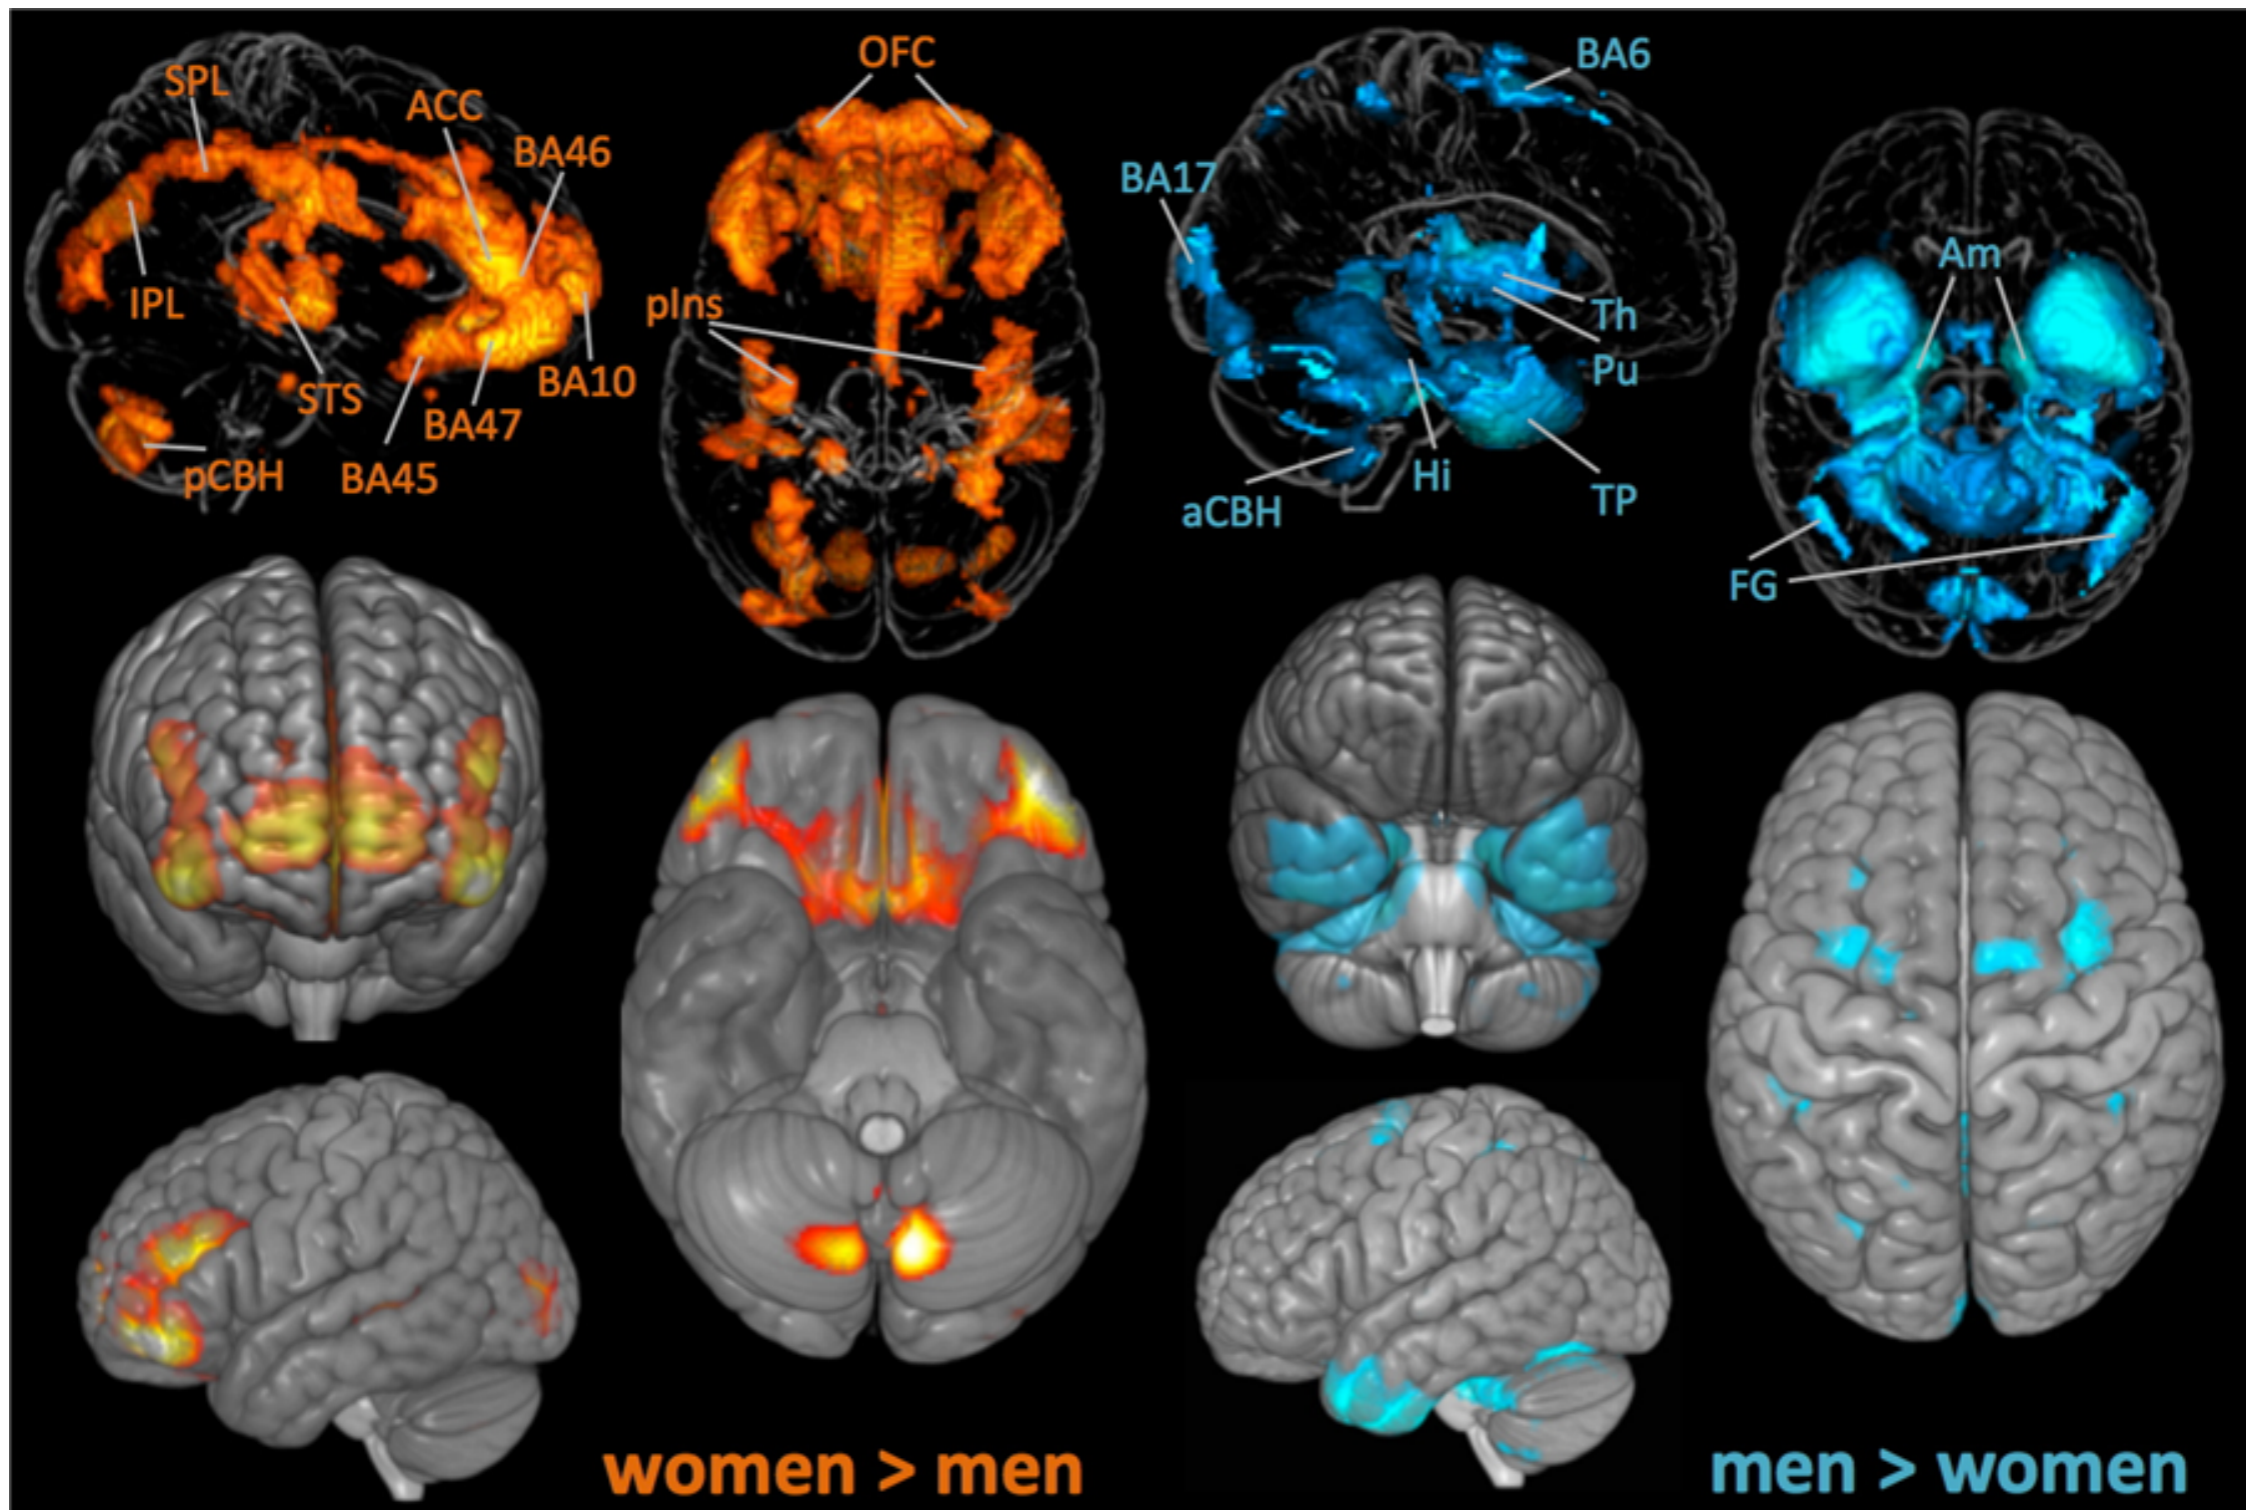 SPL
ACC
BA46
IPL
STS
BA10
BA47
pCBH
BA45
OFC
pIns
BA6
BA17
Th
Pu
Hi
aCBH
TP
Am
FG
women > men
men > women